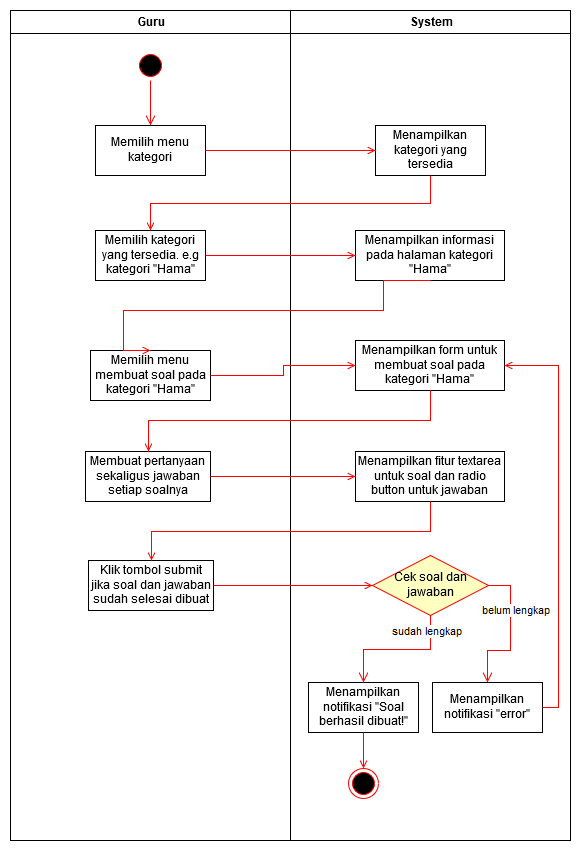 Guru
System
Memilih menu
kategori
Menampilkan
kategori yang
tersedia
Memilih kategori
yang tersedia. e.g
kategori "Hama"
Menampilkan informasi
pada halaman kategori
"Hama"
Memilih menu
membuat soal pada
kategori "Hama"
Menampilkan form untuk
membuat soal pada
kategori "Hama"
Membuat pertanyaan
sekaligus jawaban
setiap soalnya
Menampilkan fitur textarea
untuk soal dan radio
button untuk jawaban
Klik tombol submit
jika soal dan jawaban
sudah selesai dibuat
Cek soal dan
jawaban
belum lengkap
sudah lengkap
Menampilkan
notifikasi "Soal
berhasil dibuat!"
Menampilkan
notifikasi "error"